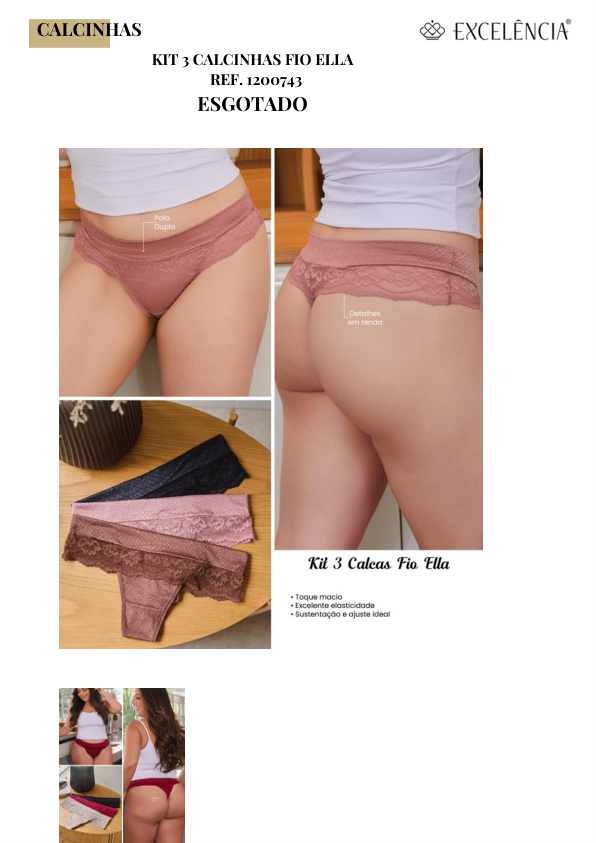 CALCINHAS
EXCELÊNCIA®
KIT 3 CALCINHAS FIO ELLA
REF. 1200743
ESGOTADO
Pala
Dupla
Detalhes
em renda
Kit 3 Calcas Fio Ella
• Toque macio
• Excelente elasticidade
• Sustentação e ajuste ideal